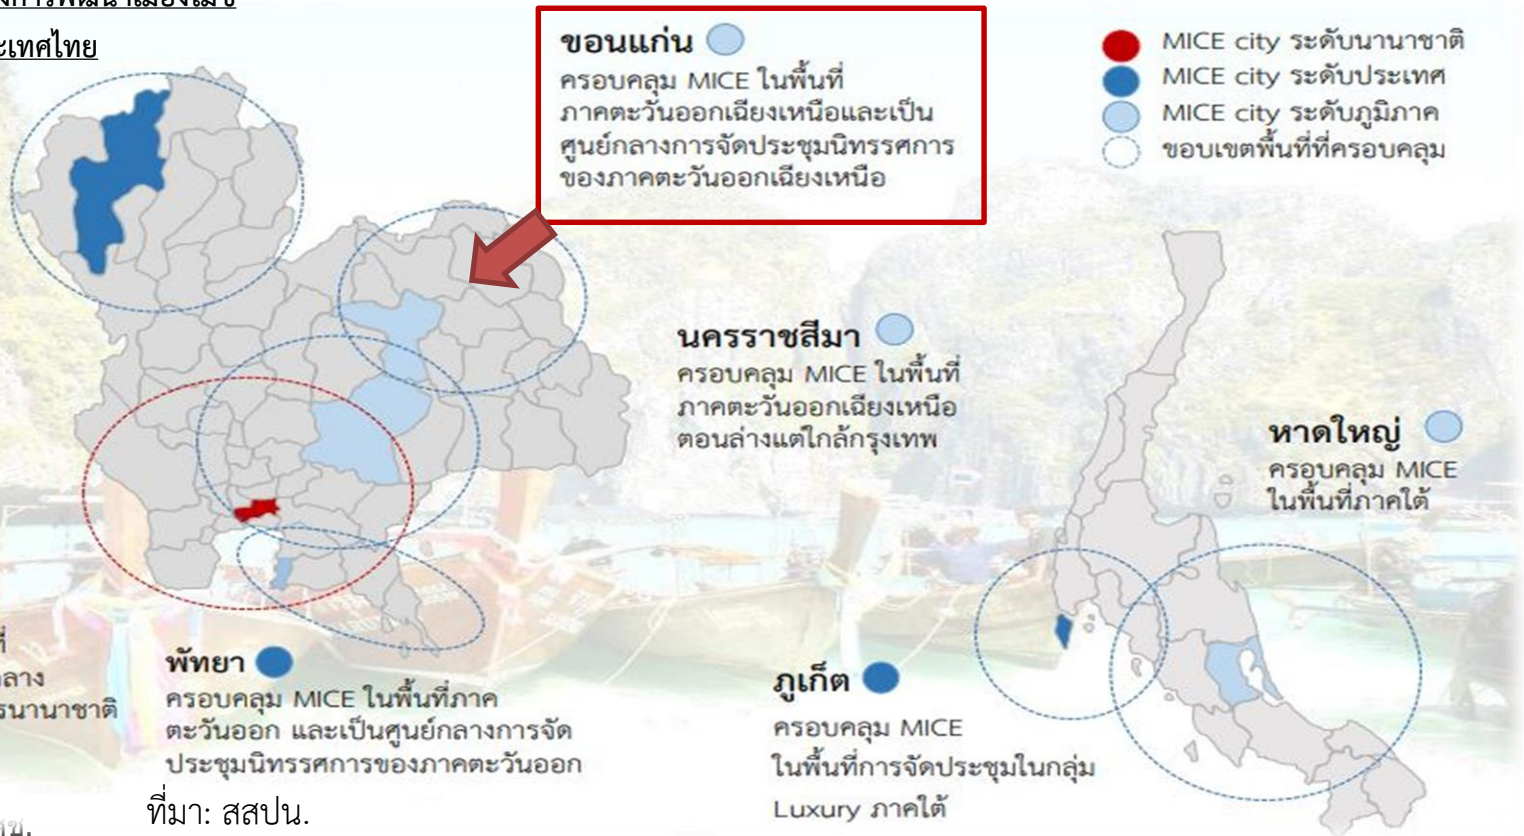 ประเทศไทย
ขอนแก่น
ครอบคลุม MICE ในพื้นที่
ภาคตะวันออกเฉียงเหนือและเป็น
ศูนย์กลางการจัดประชุมนิทรรศการ
ของภาคตะวันออกเฉียงเหนือ
MICE city ระดับนานาชาติ
MICE city ระดับประเทศ
MICE city ระดับภูมิภาค
ขอบเขตพื้นที่ที่ครอบคลุม
นครราชสีมา
ครอบคลุม MICE ในพื้นที่
ภาคตะวันออกเฉียงเหนือ
ตอนล่างแต่ใกล้กรุงเทพ
หาดใหญ่
ครอบคลุม MICE
ในพื้นที่ภาคใต้
พัทยา
ครอบคลุม MICE ในพื้นที่ภาค
ตะวันออก และเป็นศูนย์กลางการจัด
ประชุมนิทรรศการของภาคตะวันออก
ภูเก็ต
ครอบคลุม MICE
ในพื้นที่การจัดประชุมในกลุ่ม
Luxury ภาคใต้
ที่มา: สสปน.